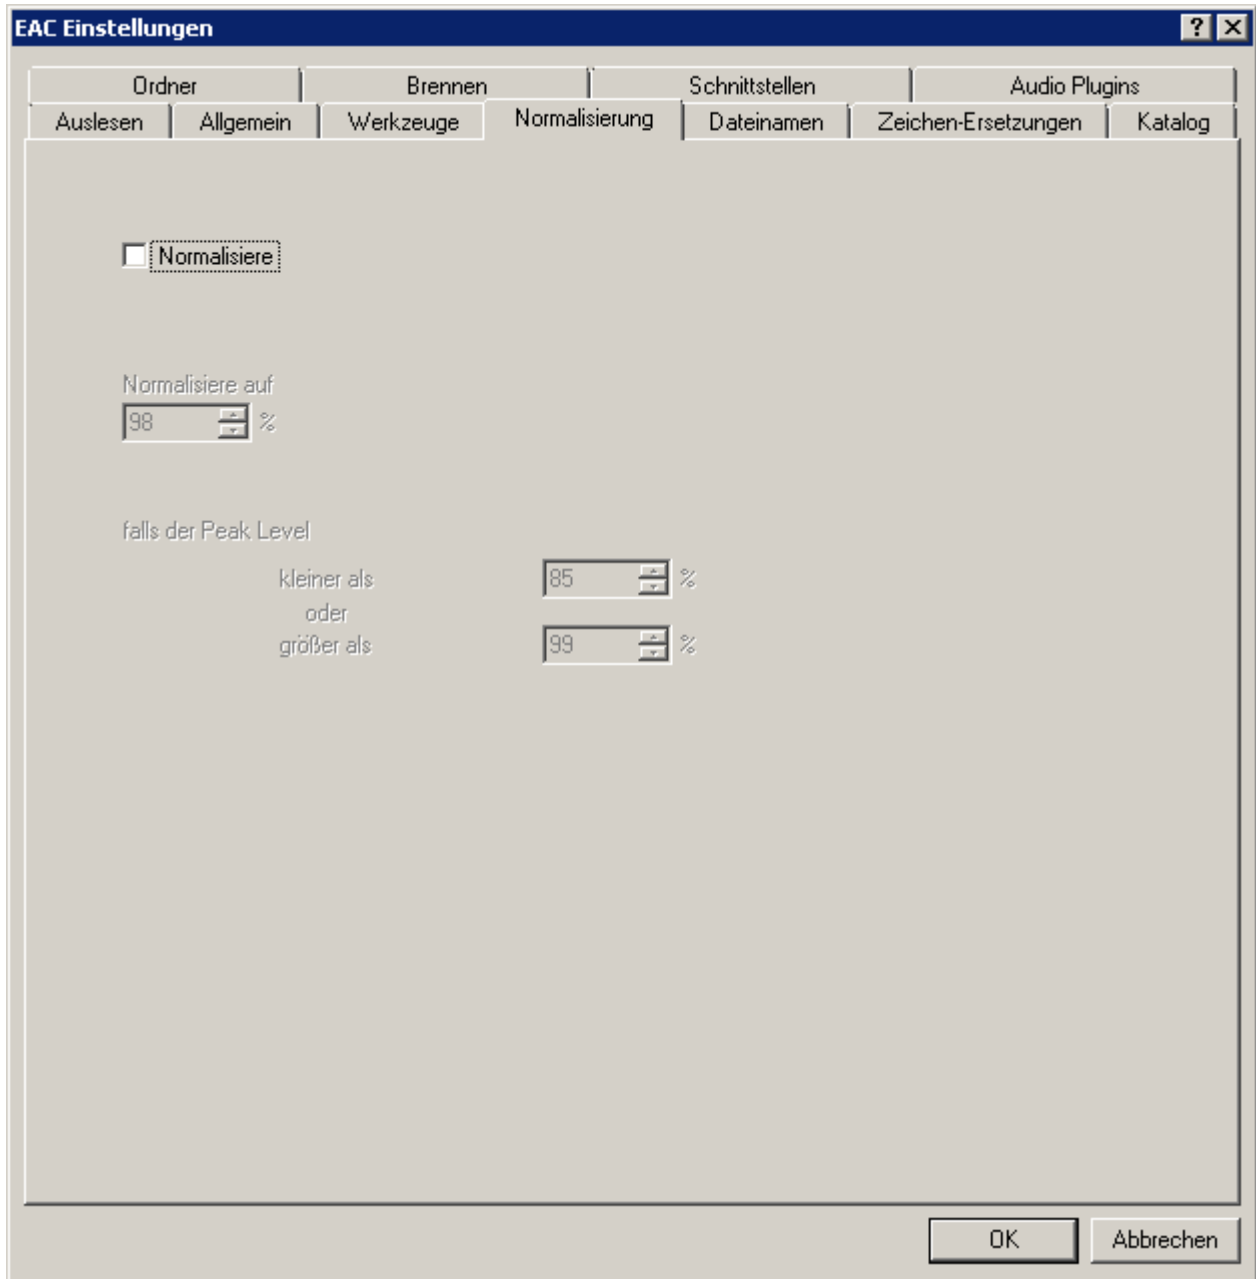 EAC Einstellungen
Ordner Brennen Schnittstellen Audio Plugins
Auslesen Allgemein Werkzeuge Normalisierung Dateinamen Zeichen-Ersetzungen Katalog
Normalisiere
Normalisiere auf
98 %
falls der Peak Level
kleiner als 85 %
oder
größer als 99 %
OK Abbrechen